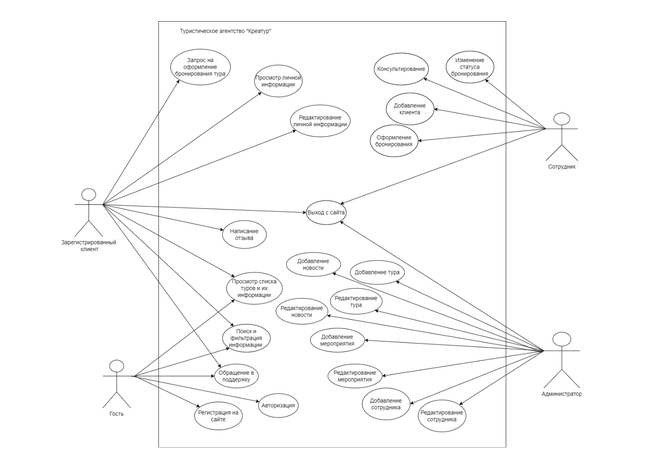 Туристическое агентство "Креатур"
Запрос на
оформление
бронирования тура
Просмотр личной
информации
Редактирование
личной информации
Консультирование
Изменение
статуса
бронирования
Добавление
клиента
Оформление
бронирования
Сотрудник
Зарегистрированный
клиент
Выход с сайта
Написание
отзыва
Просмотр списка
туров и их
информации
Поиск и
фильтрация
информации
Обращение в
поддержку
Авторизация
Регистрация на
сайте
Гость
Добавление
новости
Добавление тура
Редактирование
тура
Редактирование
новости
Добавление
мероприятия
Редактирование
мероприятия
Добавление
сотрудника
Редактирование
сотрудника
Администратор